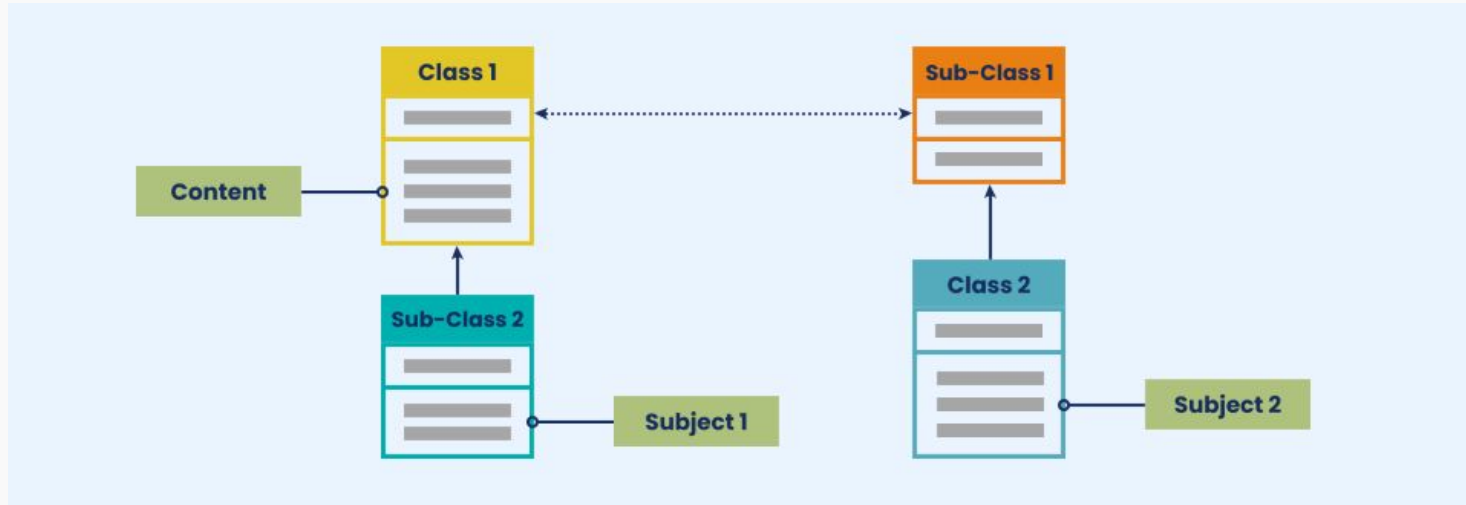 Class 1
Sub-Class 1
Content
Class 2
Sub-Class 2
Subject 1
Subject 2